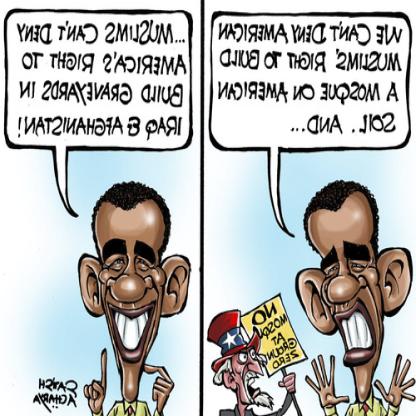 WE CAN'T DENY AMERICAN
MUSLIMS' RIGHT TO BUILD
A MOSQUE ON AMERICAN
SOIL. AND...
NO
MOSQUE
AT
GROUND
ZERO
...MUSLIMS CAN'T DENY
AMERICA'S RIGHT TO
BUILD GRAVEYARDS IN
IRAQ & AFGHANISTAN!
ACHARYA